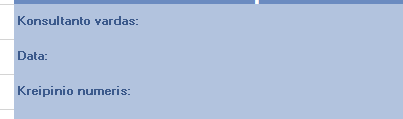 Konsultanto vardas:
Data:
Kreipinio numeris: